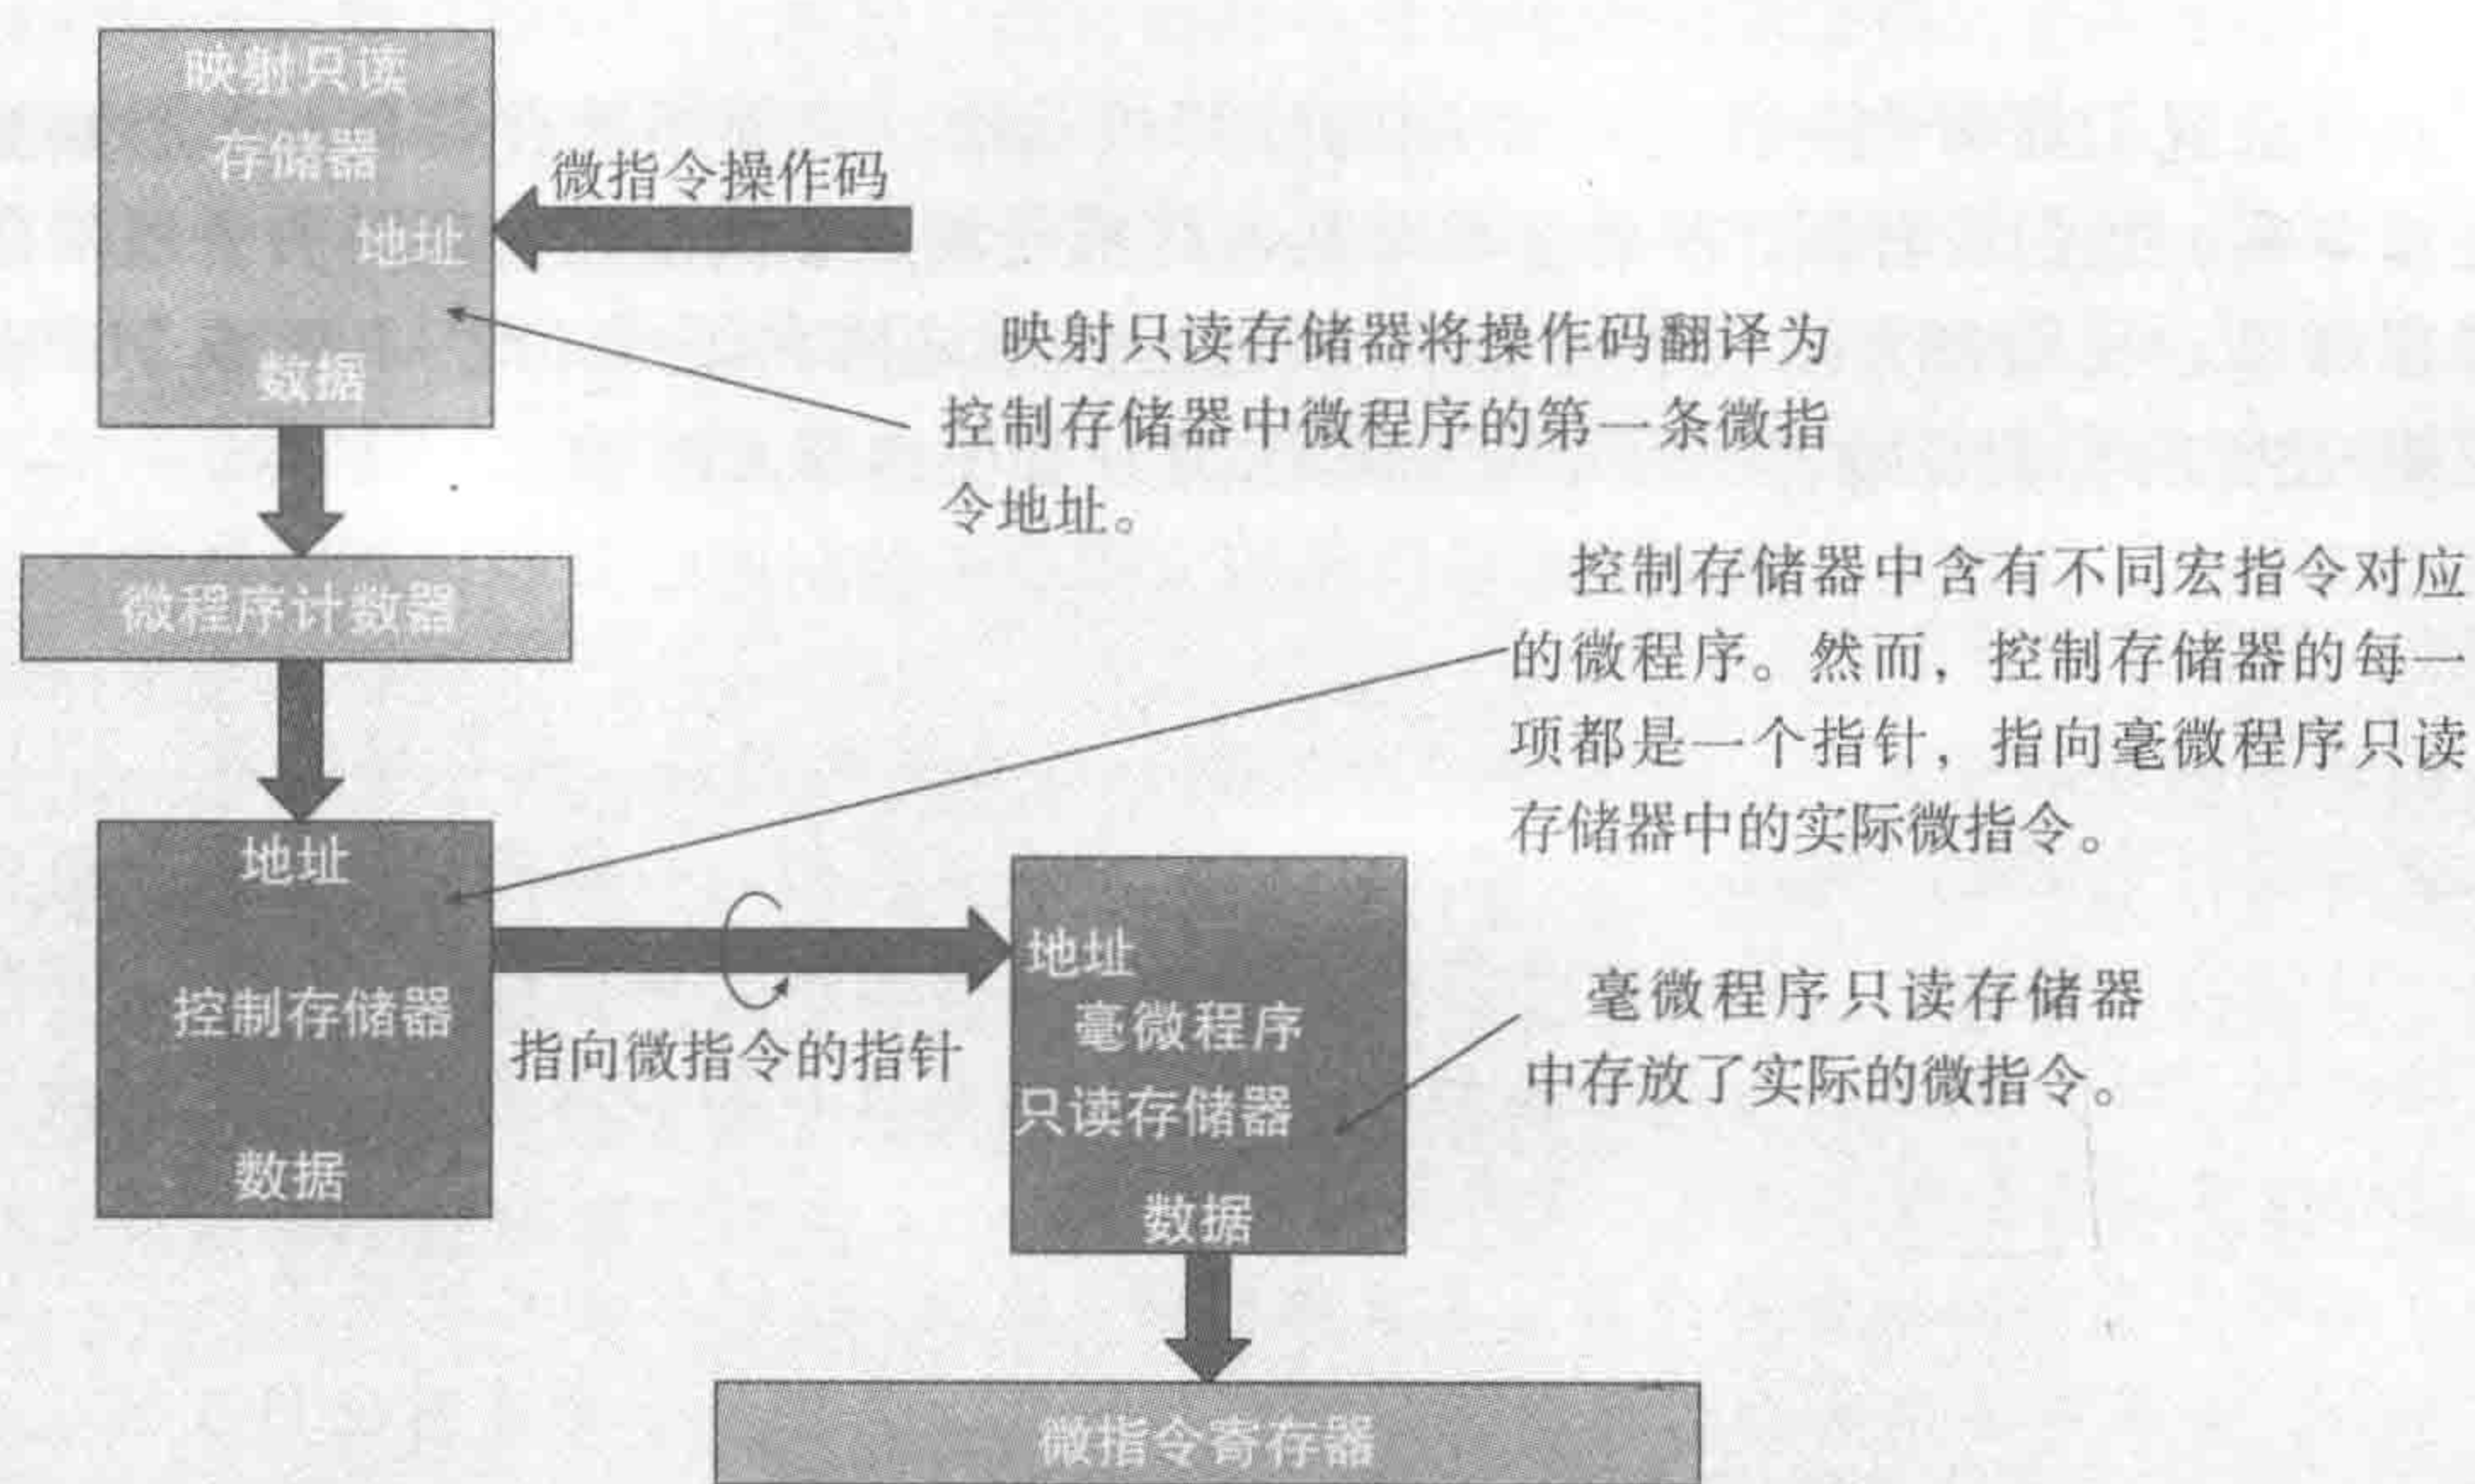 映射只读
存储器
地址
数据
微指令操作码
映射只读存储器将操作码翻译为
控制存储器中微程序的第一条微指
令地址。
微程序计数器
控制存储器中含有不同宏指令对应
的微程序。然而，控制存储器的每一
项都是一个指针，指向毫微程序只读
存储器中的实际微指令。
地址
控制存储器
数据
指向微指令的指针
地址
毫微程序
只读存储器
数据
毫微程序只读存储器
中存放了实际的微指令。
微指令寄存器